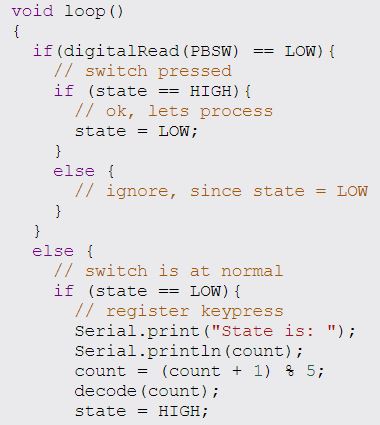 void loop()
{
  if(digitalRead(PBSW) == LOW){
    // switch pressed
    if (state == HIGH){
      // ok, lets process
      state = LOW;
    }
    else {
      // ignore, since state = LOW
    }
  }
  else {
    // switch is at normal
    if (state == LOW){
      // register keypress
      Serial.print("State is: ");
      Serial.println(count);
      count = (count + 1) % 5;
      decode(count);
      state = HIGH;